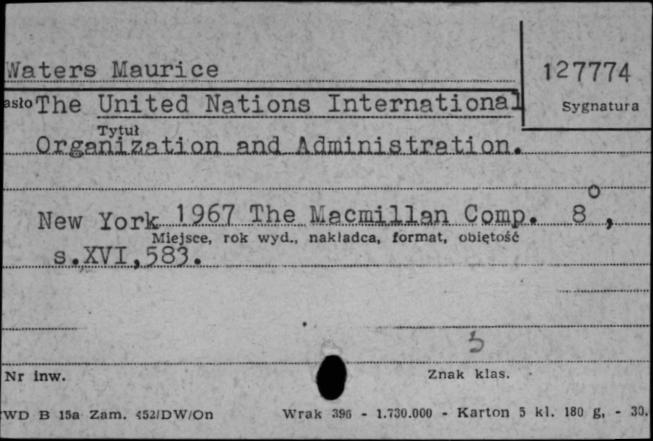 Waters Maurice
127774
asło The United Nations International
Sygnatura
Tytuł
Organization and Administration.
New York 1967 The Macmillan Comp. 8°,
Miejsce, rok wyd., nakładca, format, objętość
s.XVI,583.
5
Nr inw.
Znak klas.
WD B 15a Zam. 452/DW/On Wrak 396 - 1.730.000 - Karton 5 kl. 180 g, - 30.